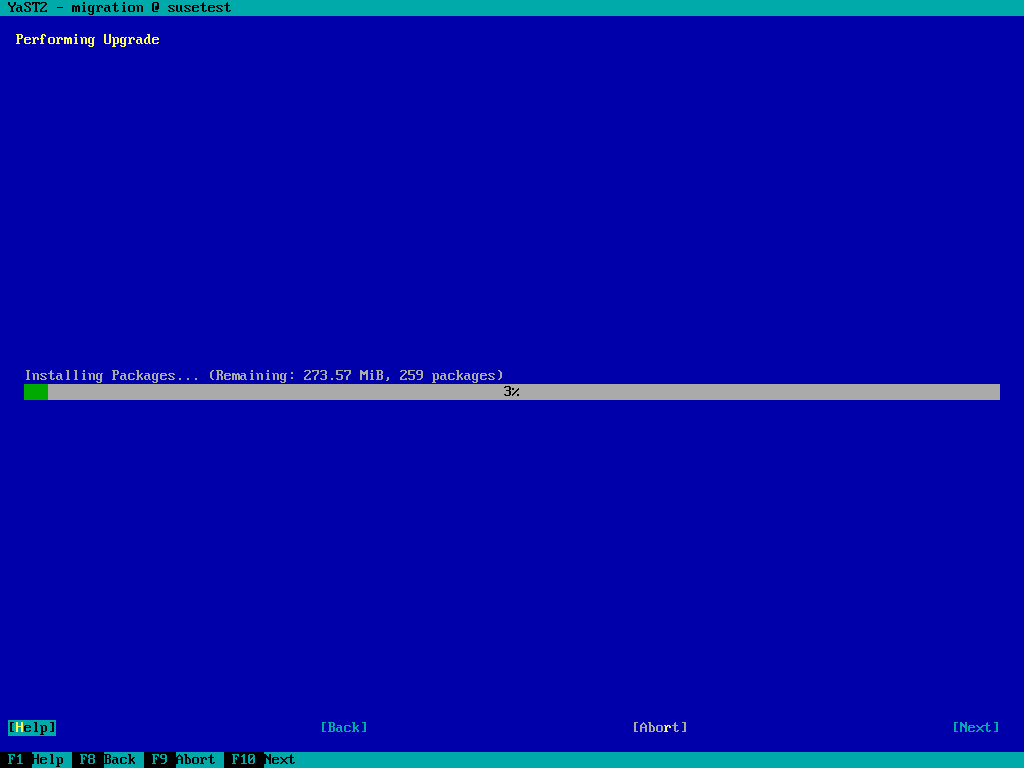 YaST2 - migration @ susetest
Performing Upgrade
Installing Packages... (Remaining: 273.57 MiB, 259 packages)
3%
[Help] [Back] [Abort] [Next]
F1 Help F8 Back F9 Abort F10 Next